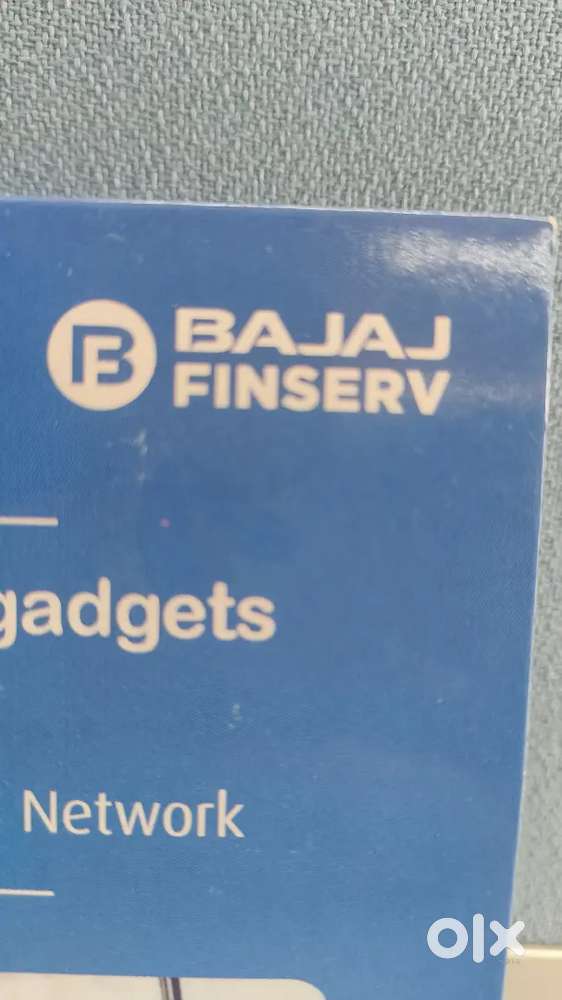 BAJAJ
FINSERV
gadgets
Network
olx